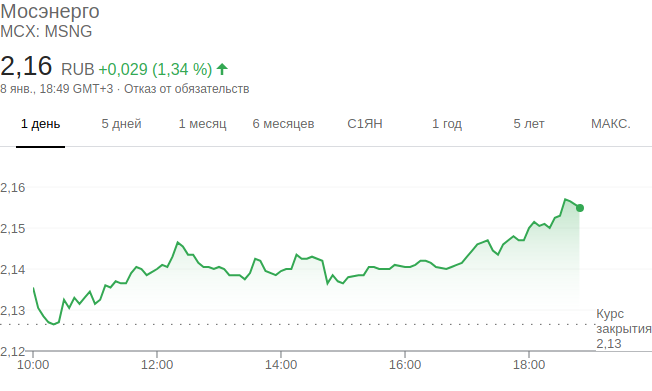 Мосэнерго
MCX: MSNG
2,16 RUB +0,029 (1,34 %)
8 янв., 18:49 GMT+3 · Отказ от обязательств
1 день 5 дней 1 месяц 6 месяцев С1ЯН 1 год 5 лет МАКС.
2,16
2,15
2,14
2,13
2,12
Курс
закрытия
2,13
10:00 12:00 14:00 16:00 18:00